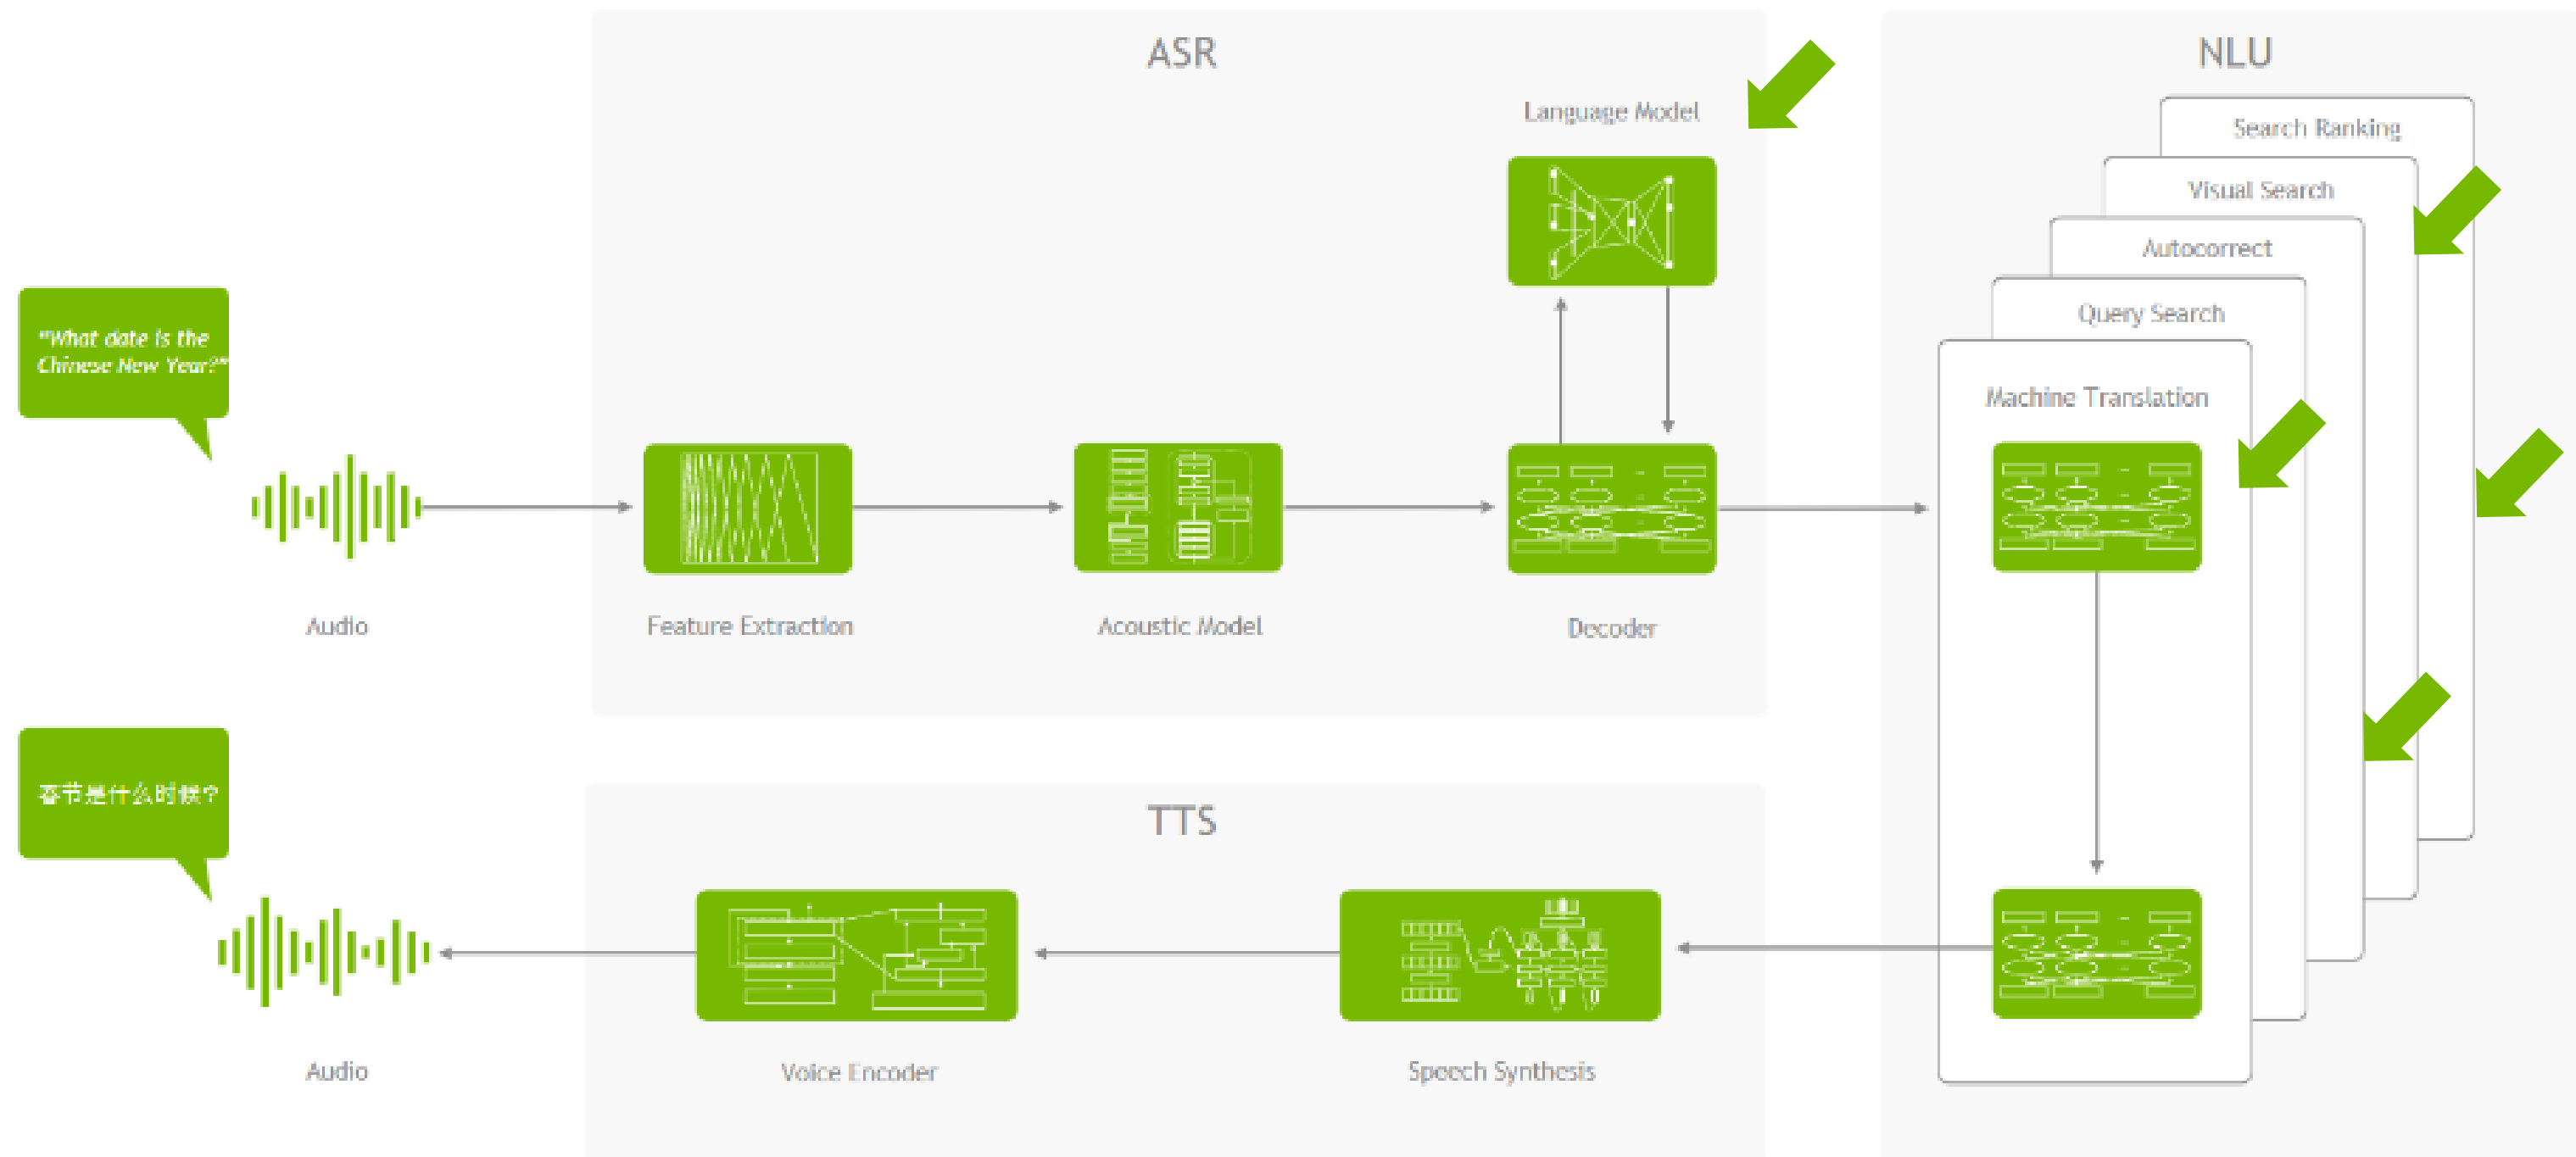 ASR
NLU
Language Model
Search Ranking
Visual Search
Autocorrect
Query Search
Machine Translation
"What date is the
Chinese New Year?"
Audio
Feature Extraction
Acoustic Model
Decoder
TTS
春节是什么时候?
Audio
Voice Encoder
Speech Synthesis